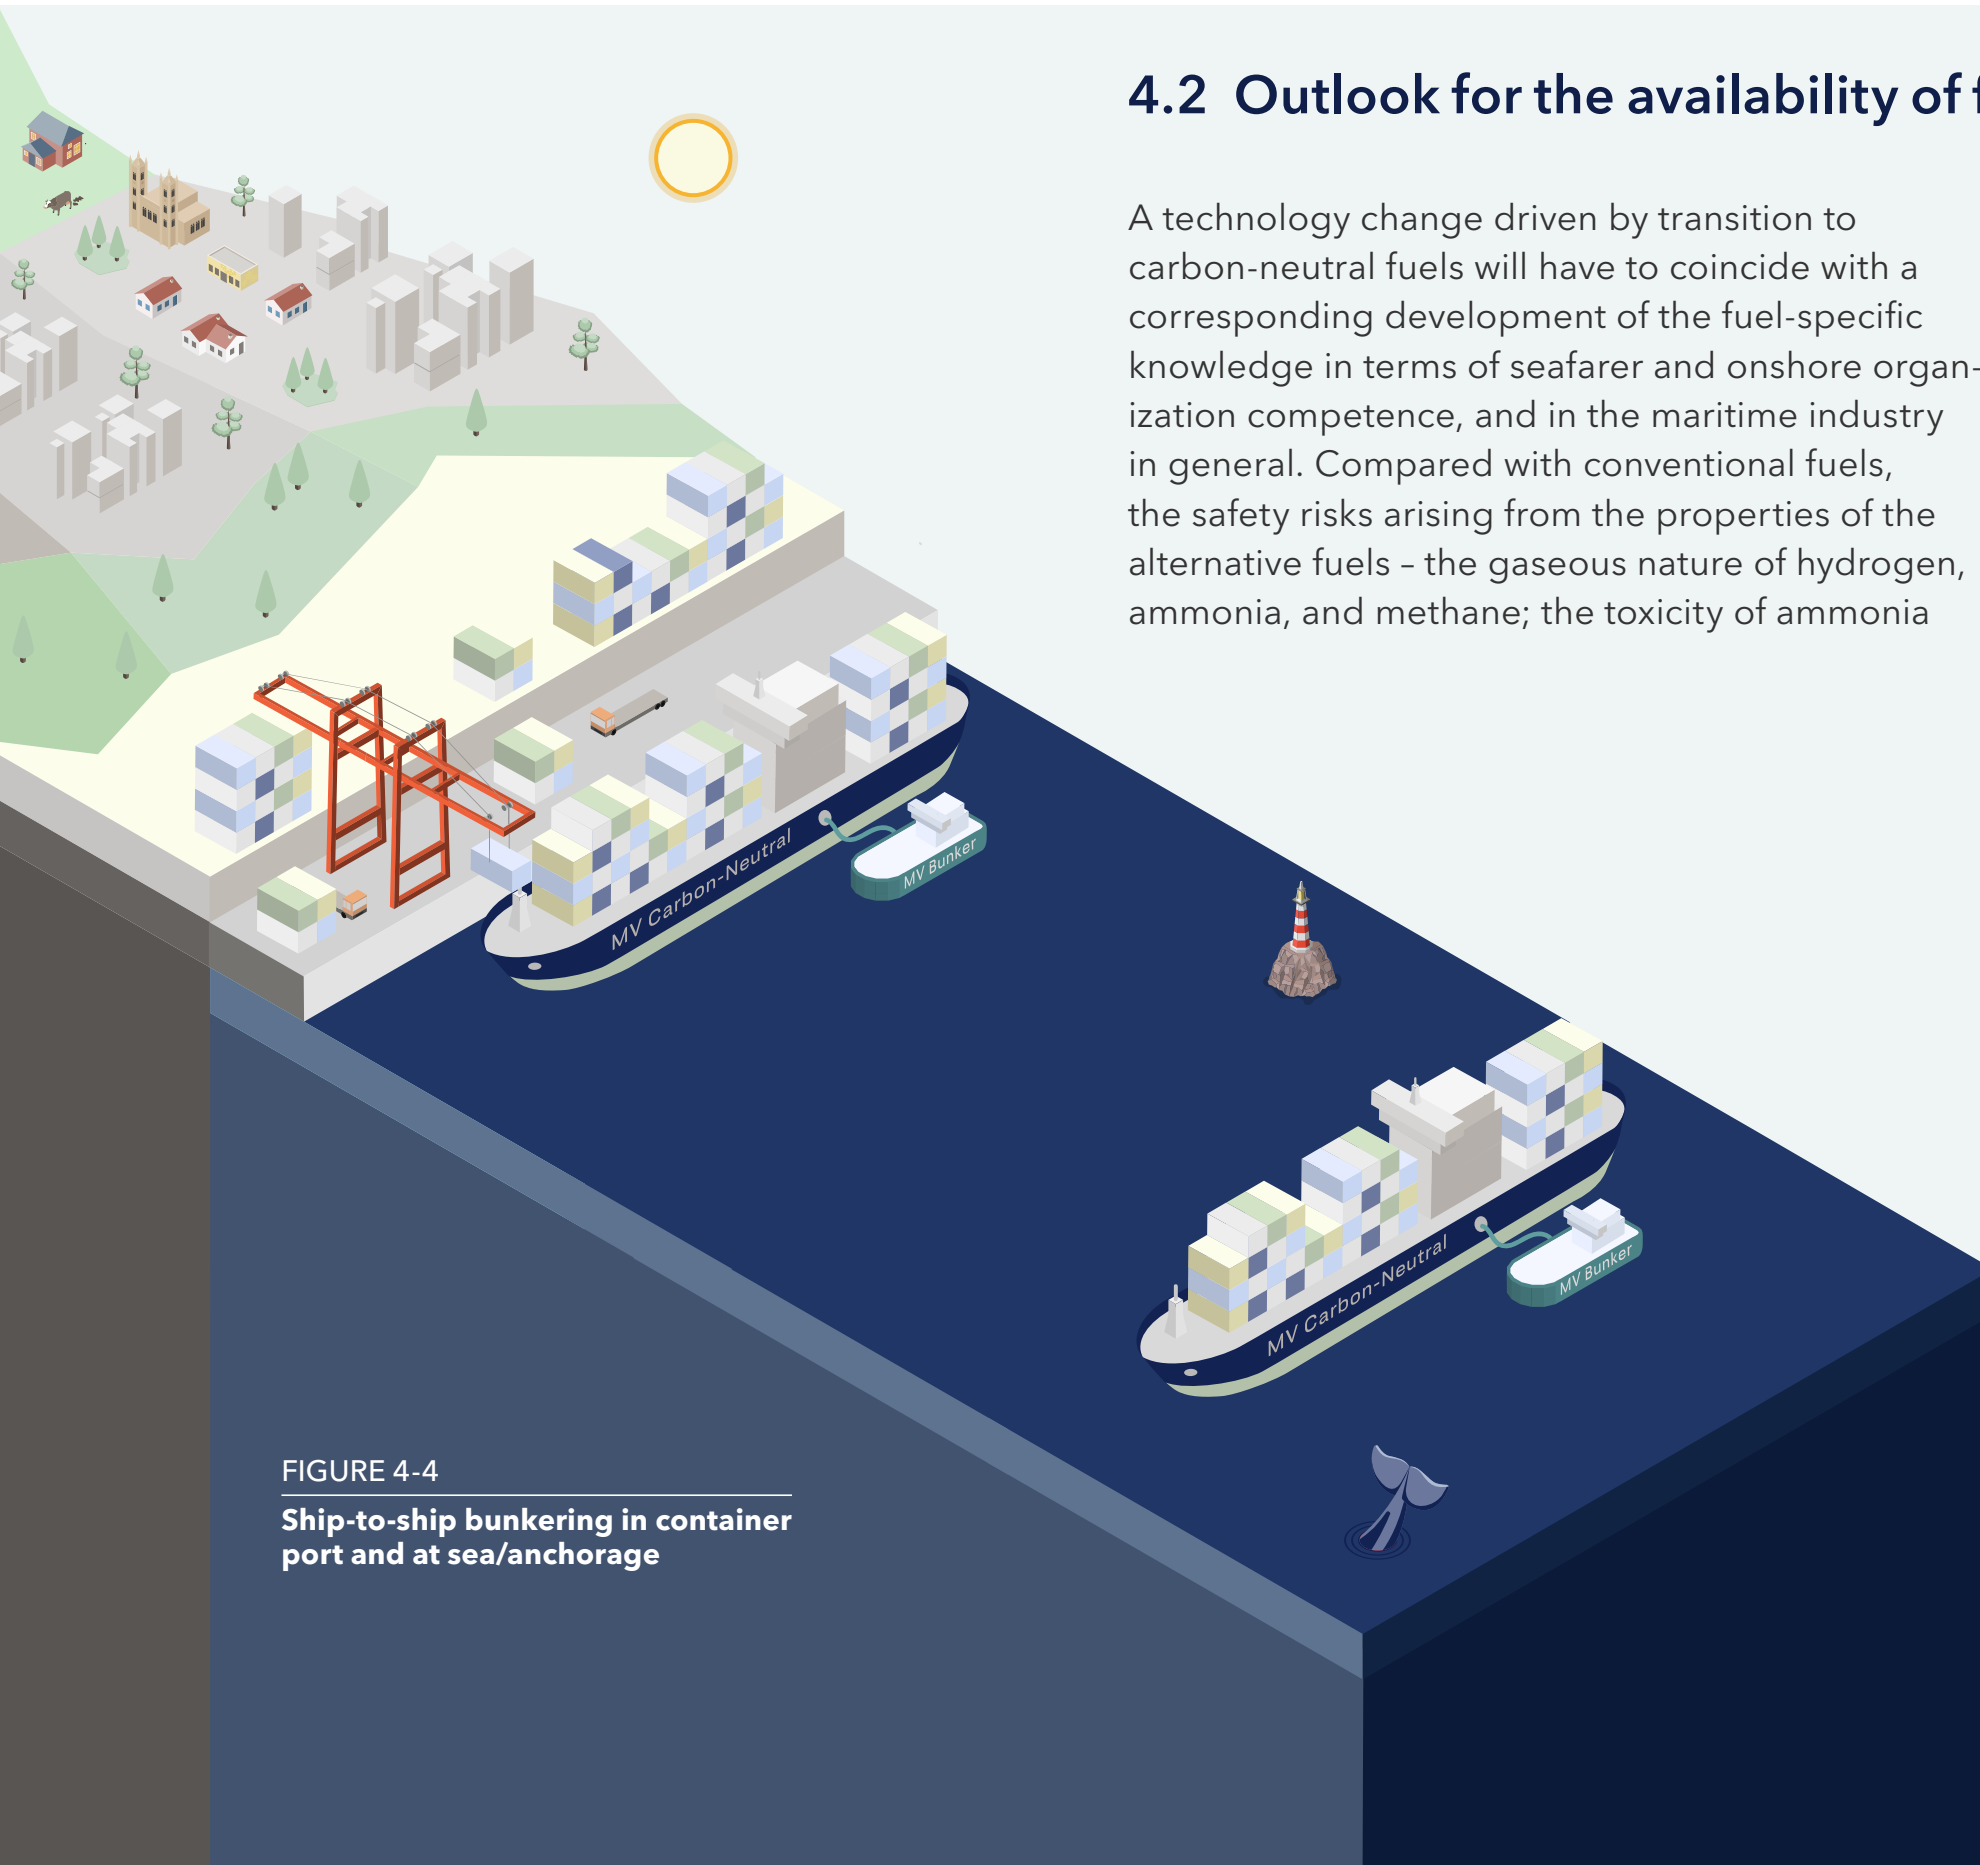 4.2 Outlook for the availability of
A technology change driven by transition to
carbon-neutral fuels will have to coincide with a
corresponding development of the fuel-specific
knowledge in terms of seafarer and onshore organ-
ization competence, and in the maritime industry
in general. Compared with conventional fuels,
the safety risks arising from the properties of the
alternative fuels – the gaseous nature of hydrogen,
ammonia, and methane; the toxicity of ammonia
MV Carbon-Neutral
MV Bunker
MV Carbon-Neutral
MV Bunker
FIGURE 4-4
Ship-to-ship bunkering in container
port and at sea/anchorage